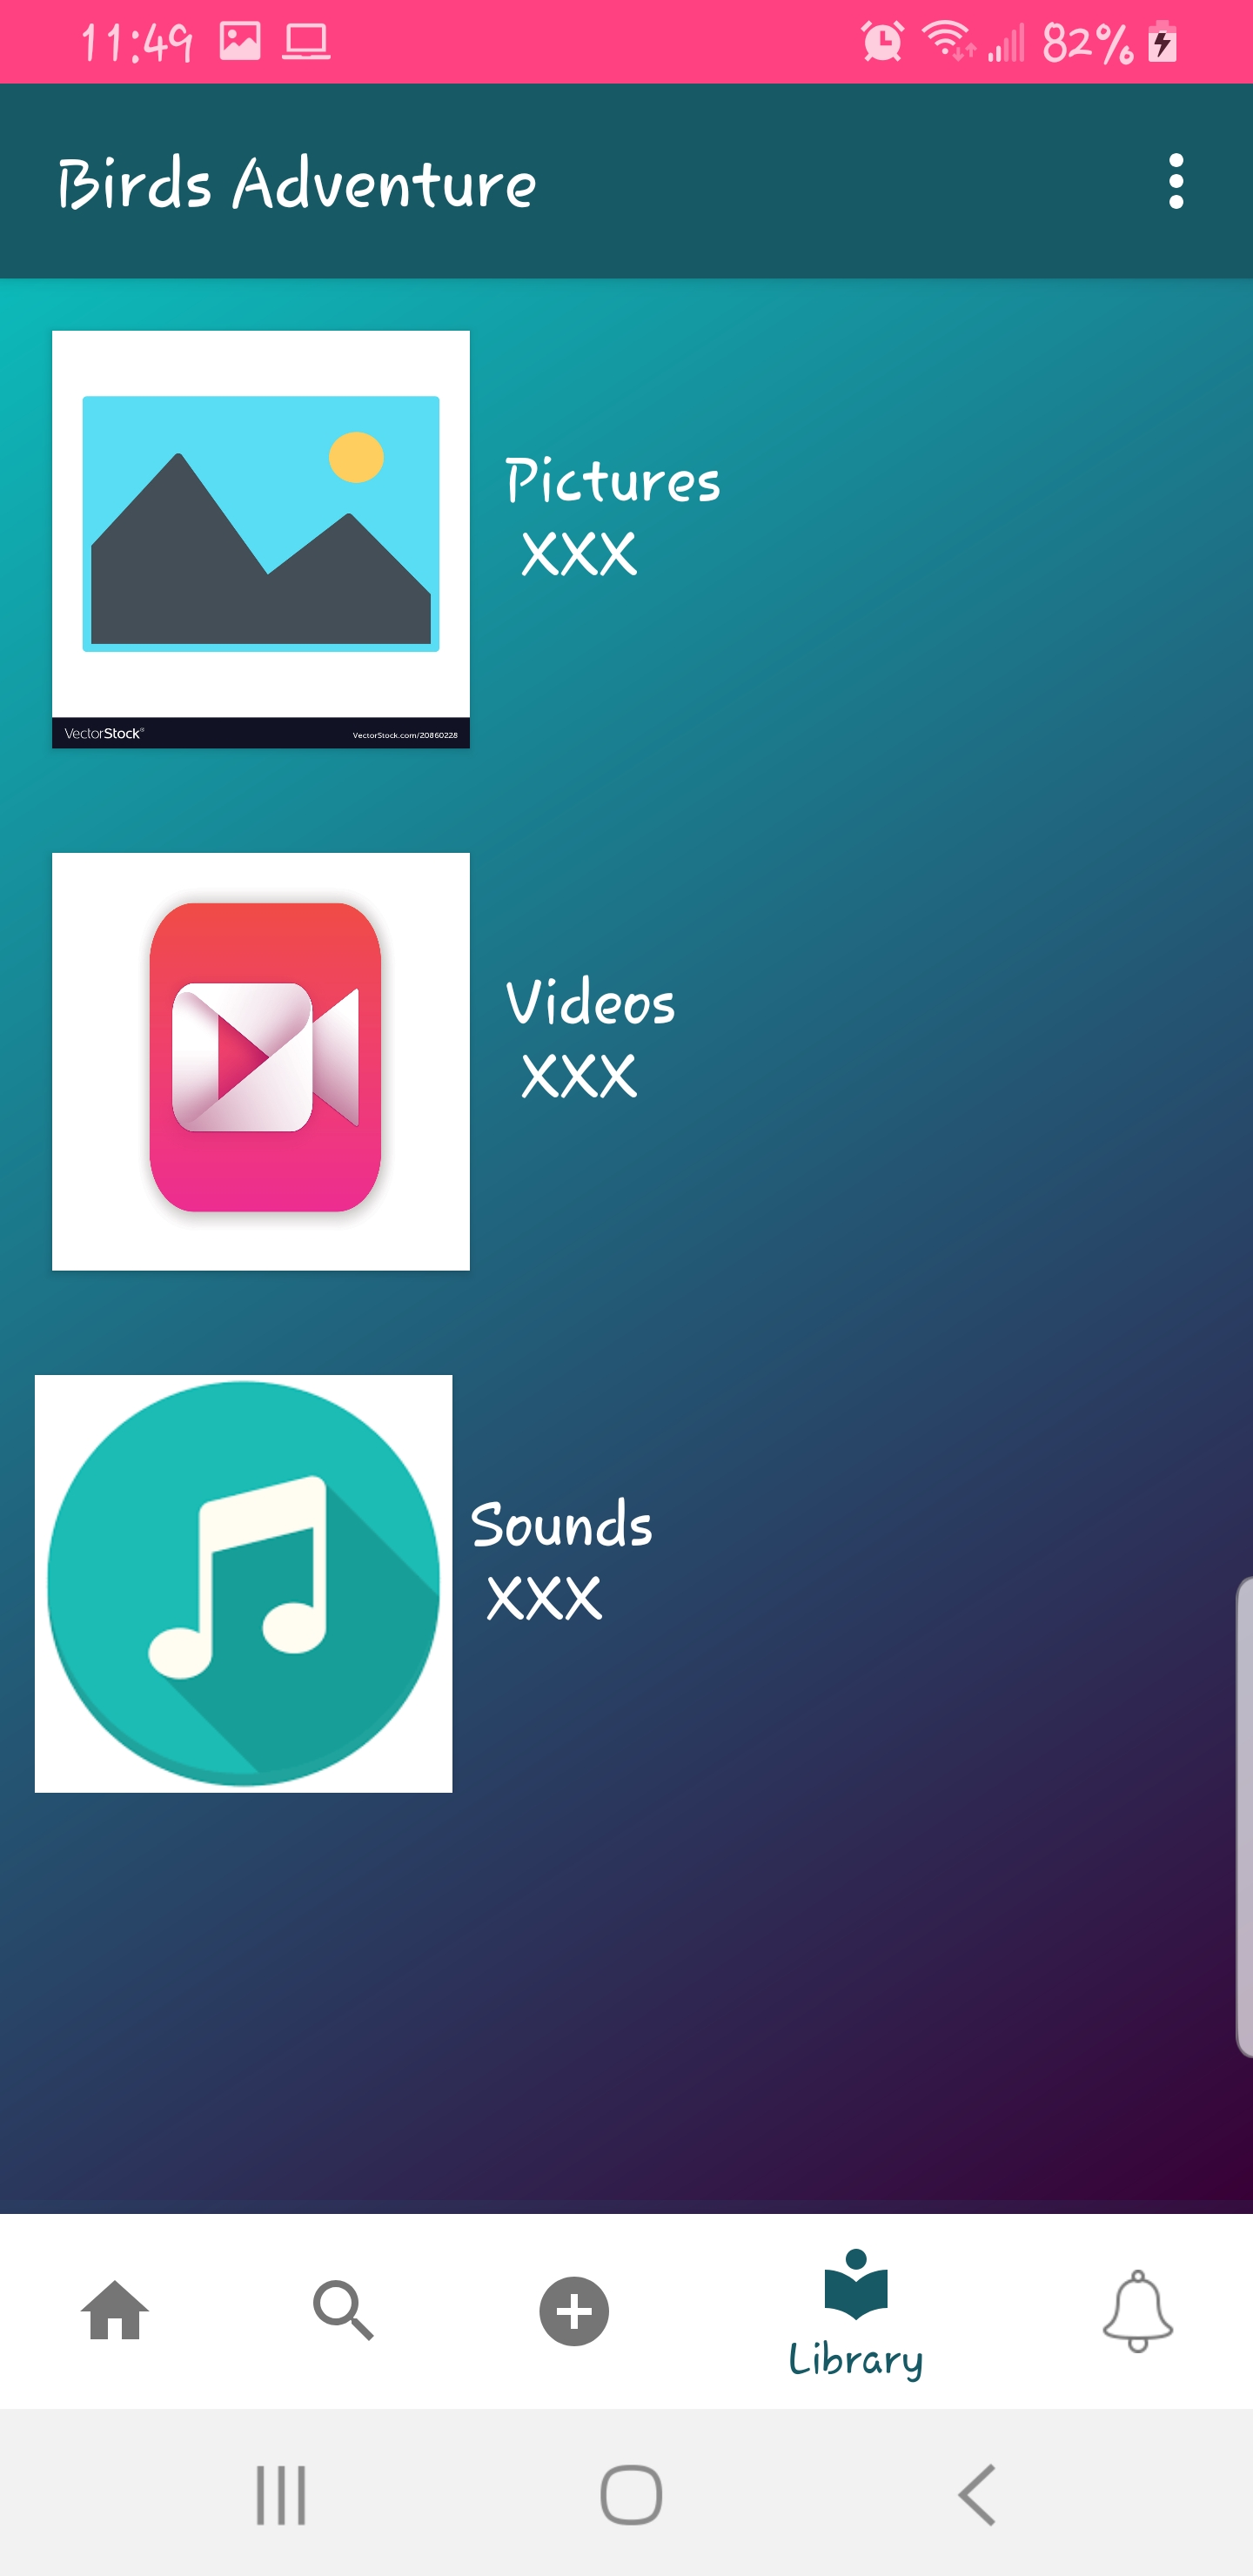 11:49 82%
Birds Adventure
Pictures
XXX
VectorStock® VectorStock.com/20860228
Videos
XXX
Sounds
XXX
Library